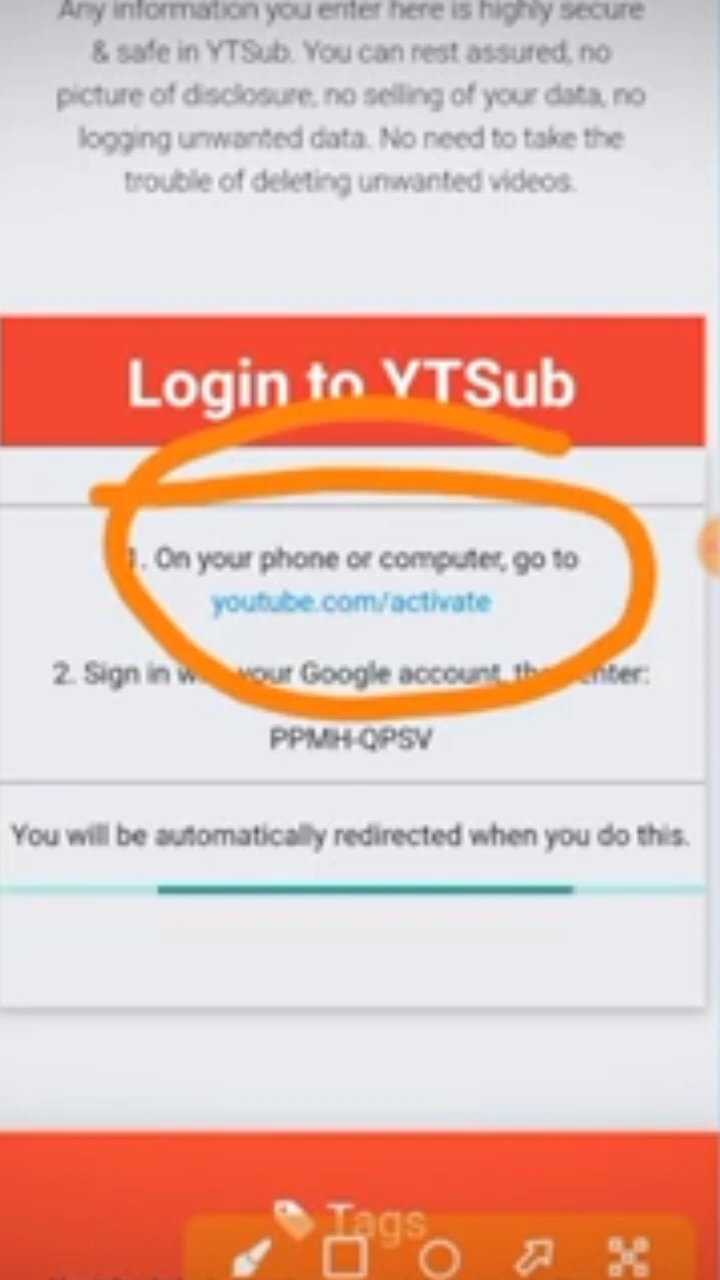 Any information you enter here is highly secure
& safe in YTSub. You can rest assured, no
picture of disclosure, no selling of your data, no
logging unwanted data. No need to take the
trouble of deleting unwanted videos.
Login to YTSub
1. On your phone or computer, go to
youtube.com/activate
2. Sign in your Google account, enter:
PPMH-QPSV
You will be automatically redirected when you do this.
Tags